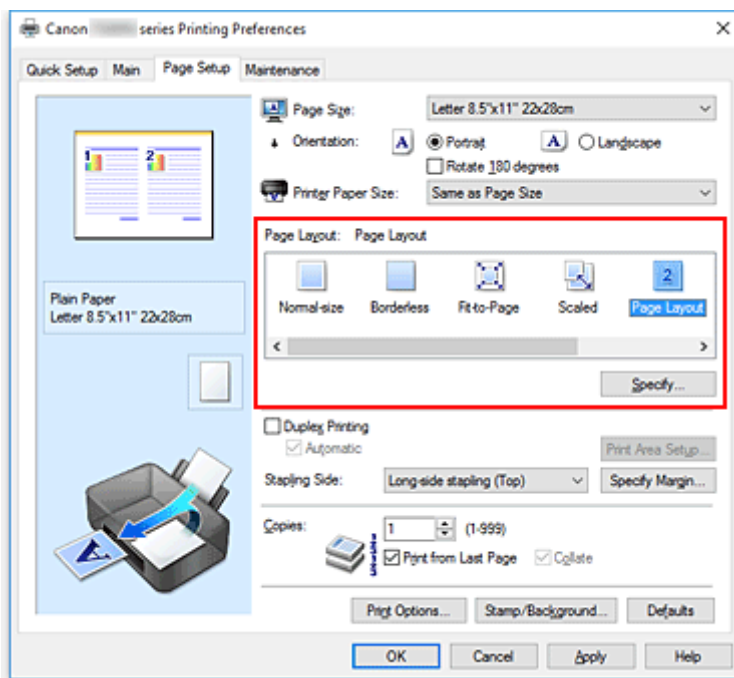 Canon series Printing Preferences
Quick Setup Main Page Setup Maintenance
1 2
Plain Paper
Letter 8.5"x11" 22x28cm
Page Size: Letter 8.5"x11" 22x28cm
Orientation: A Portrait A Landscape
Rotate 180 degrees
Printer Paper Size: Same as Page Size
Page Layout: Page Layout
2
Normal-size Borderless Fit-to-Page Scaled Page Layout
Specify...
Duplex Printing
Automatic Print Area Setup...
Stapling Side: Long-side stapling (Top) Specify Margin...
Copies: 1 (1-999)
Print from Last Page Collate
A
Print Options... Stamp/Background... Defaults
OK Cancel Apply Help